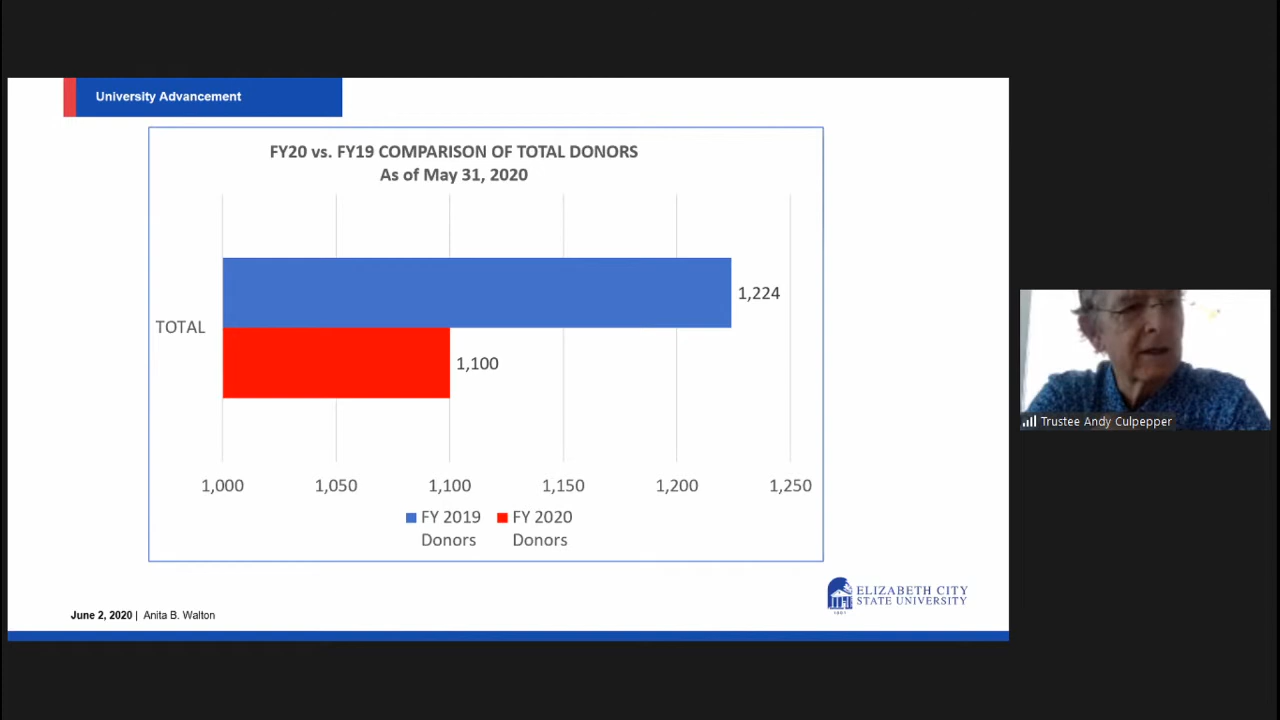 University Advancement
FY20 vs. FY19 COMPARISON OF TOTAL DONORS
As of May 31, 2020
1,224
TOTAL
1,100
1,000 1,050 1,100 1,150 1,200 1,250
FY 2019 Donors
FY 2020 Donors
ELIZABETH CITY
STATE UNIVERSITY
1891
June 2, 2020 | Anita B. Walton
Trustee Andy Culpepper